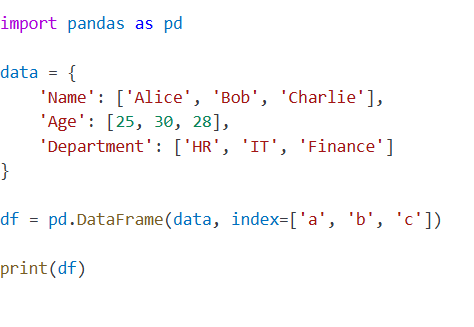 import pandas as pd
data = {
    'Name': ['Alice', 'Bob', 'Charlie'],
    'Age': [25, 30, 28],
    'Department': ['HR', 'IT', 'Finance']
}
df = pd.DataFrame(data, index=['a', 'b', 'c'])
print(df)